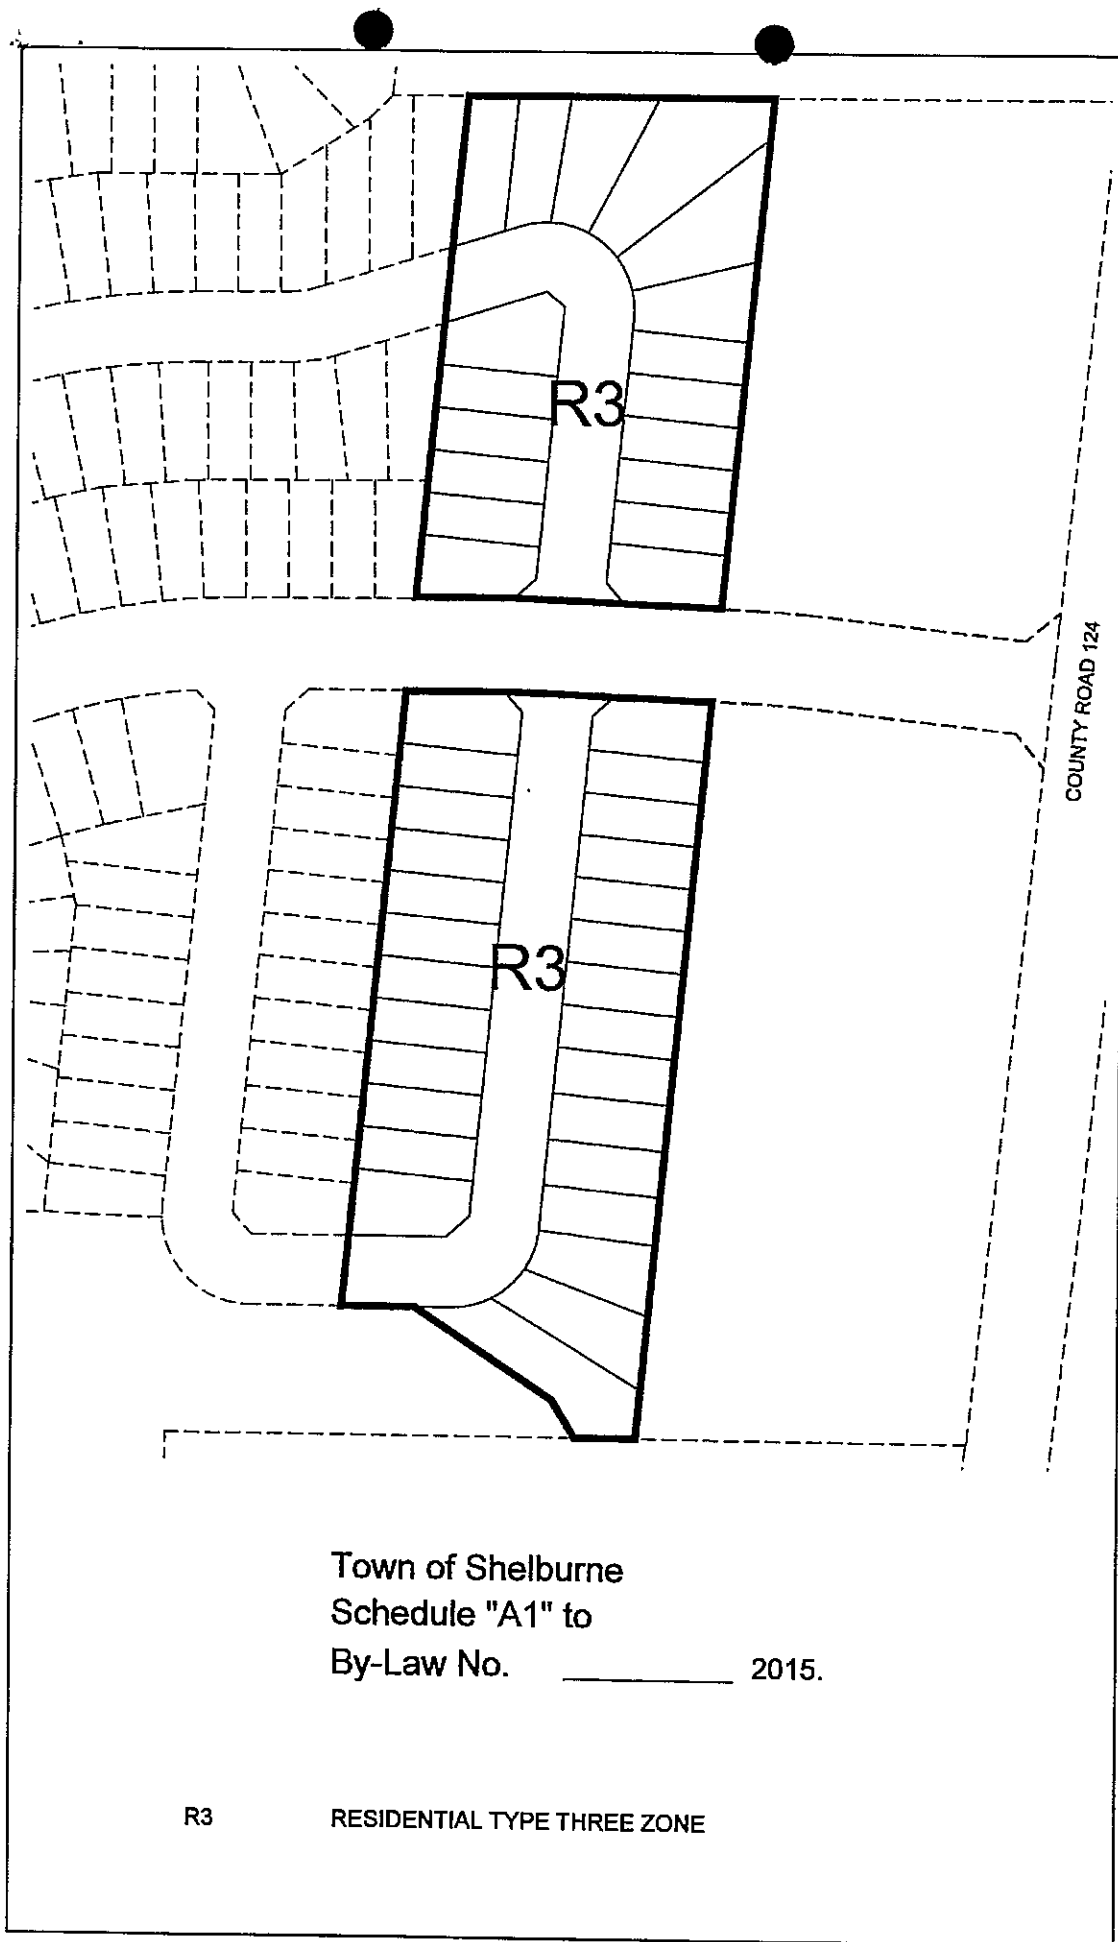 R3
COUNTY ROAD 124
R3
Town of Shelburne
Schedule "A1" to
By-Law No. __________ 2015.
R3 RESIDENTIAL TYPE THREE ZONE